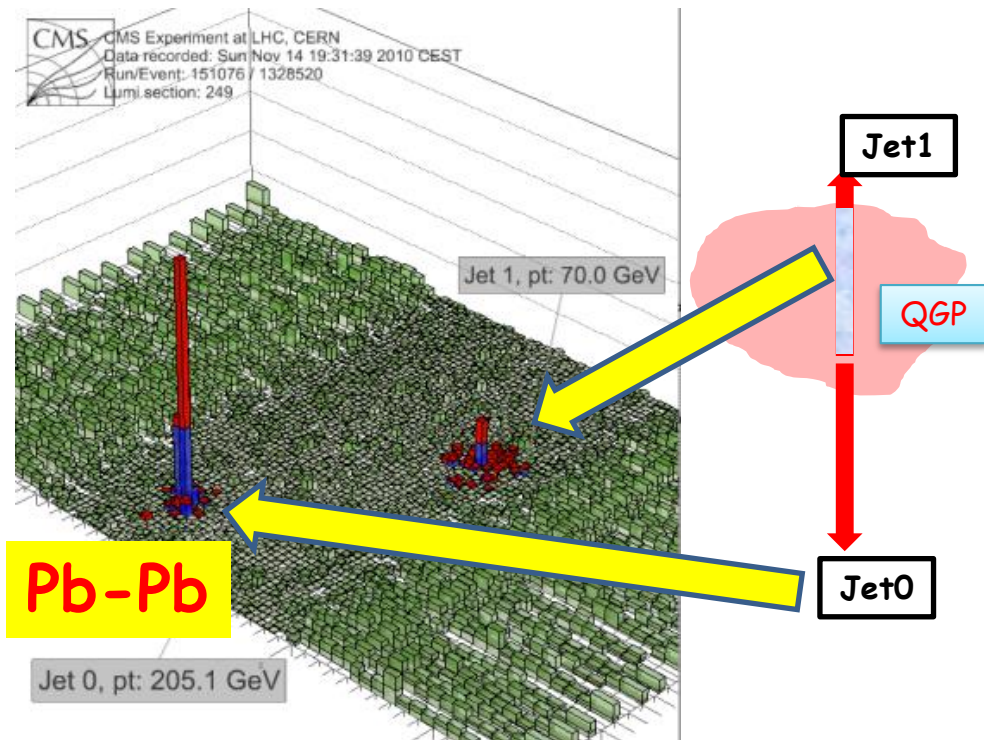 CMS
CMS Experiment at LHC, CERN
Data recorded: Sun Nov 14 19:31:39 2010 CEST
Run/Event: 151076 / 1328520
Lumi section: 249
Jet1
Jet 1, pt: 70.0 GeV
QGP
Pb-Pb
Jet0
Jet 0, pt: 205.1 GeV